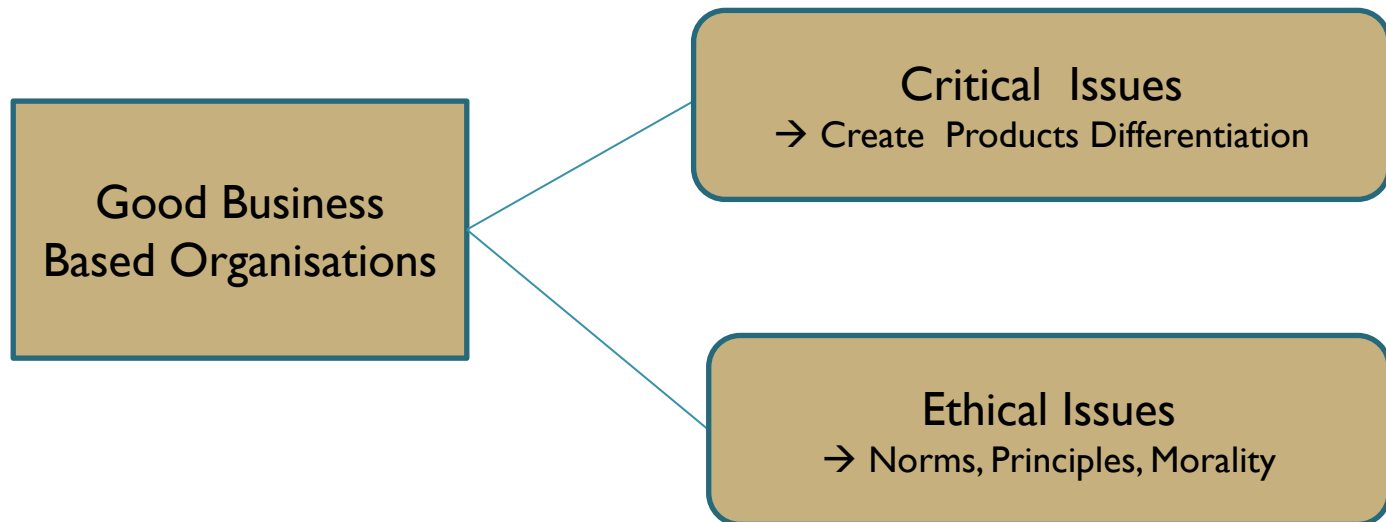 Good Business
Based Organisations
Critical Issues
→ Create Products Differentiation
Ethical Issues
→ Norms, Principles, Morality